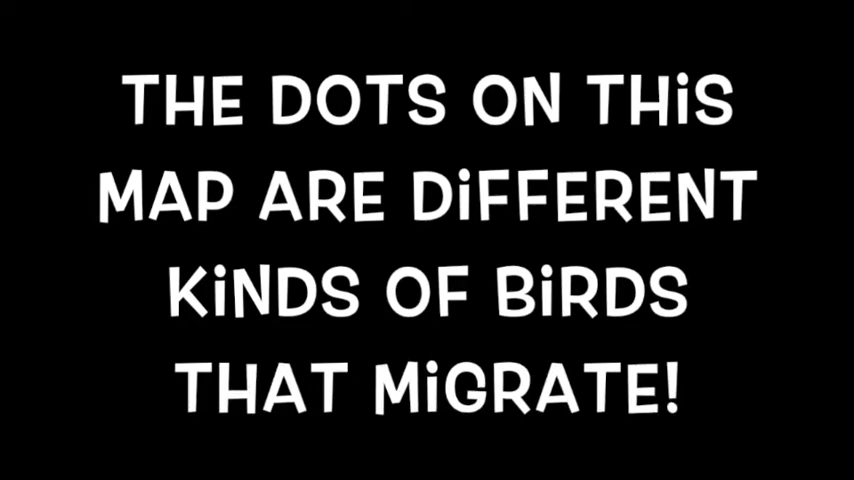 THE DOTS ON THiS
MAP ARE DiFFERENT
KiNDS OF BiRDS
THAT MiGRATE!